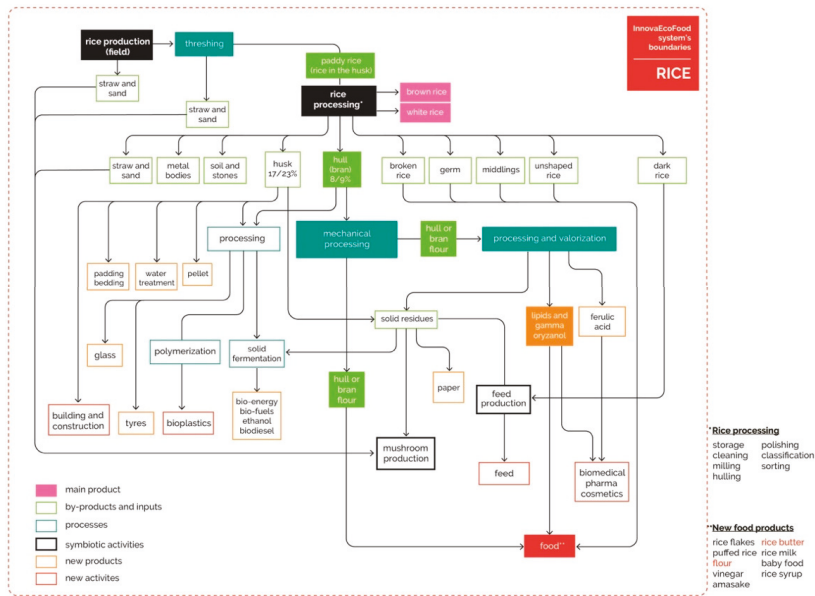 InnovaEcoFood
system's
boundaries
RICE
rice production
(field)
threshing
paddy rice
(rice in the husk)
straw and
sand
rice
processing*
brown rice
white rice
straw and
sand
straw and
sand
metal
bodies
soil and
stones
husk
17/23%
hull
(bran)
8/9%
broken
rice
germ
middlings
unshaped
rice
dark
rice
processing
mechanical
processing
hull or
bran
flour
processing and valorization
padding
bedding
water
treatment
pellet
solid residues
lipids and
gamma
oryzanol
ferulic
acid
glass
polymerization
solid
fermentation
hull or
bran
flour
paper
feed
production
building and
construction
tyres
bioplastics
bio-energy
bio-fuels
ethanol
biodiesel
mushroom
production
feed
biomedical
pharma
cosmetics
food**
main product
by-products and inputs
processes
symbiotic activities
new products
new activites
*Rice processing
storage polishing
cleaning classification
milling sorting
hulling
**New food products
rice flakes rice butter
puffed rice rice milk
flour baby food
vinegar rice syrup
amasake